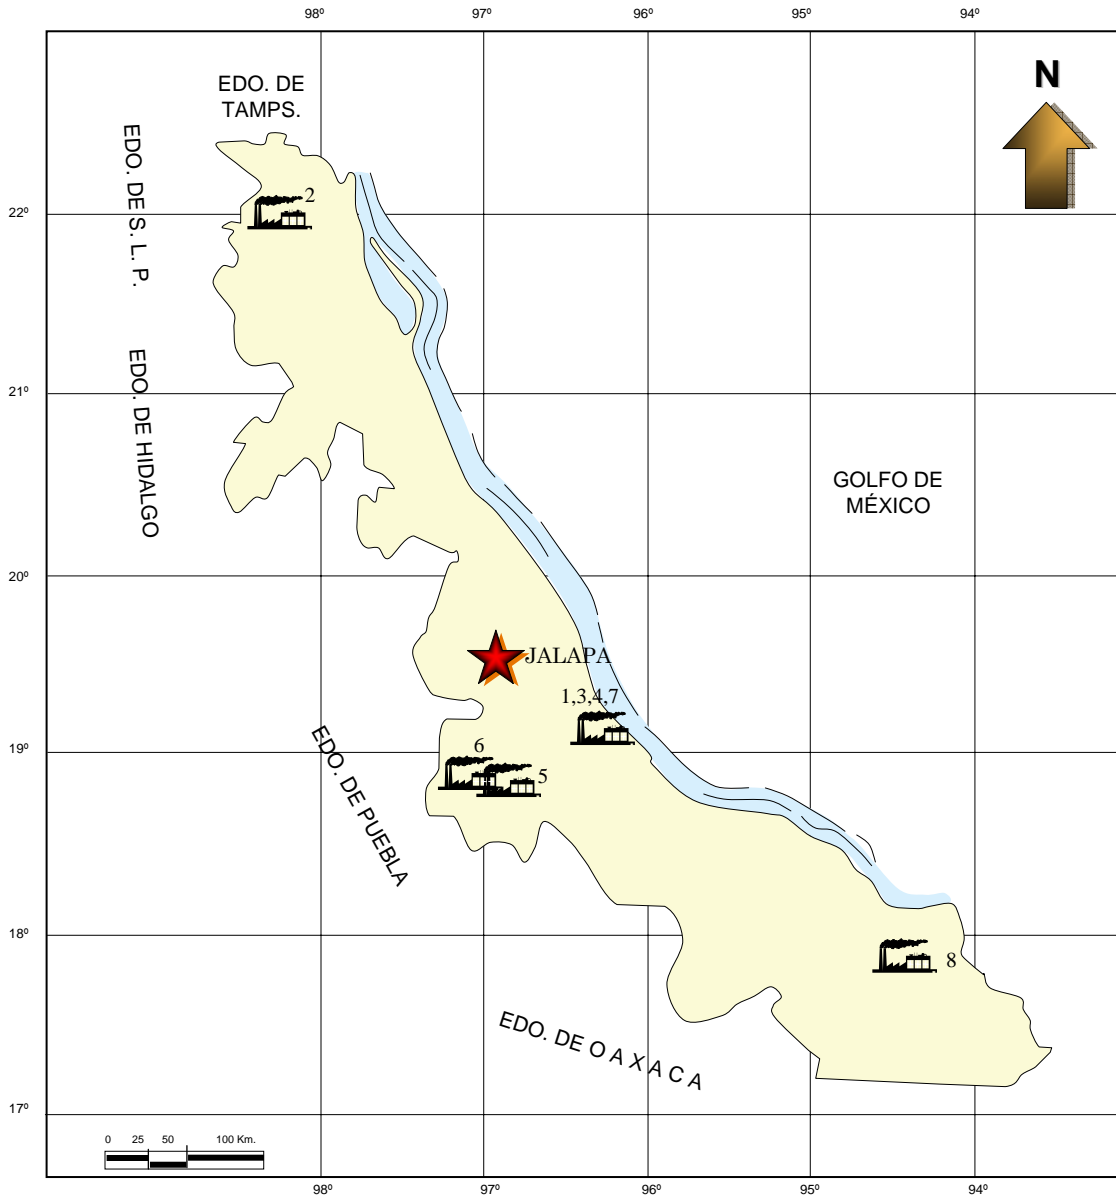 98º 97º 96º 95º 94º
EDO. DE
TAMPS.
N
EDO. DE S. L. P.
2
22º
EDO. DE HIDALGO
21º
GOLFO DE
MÉXICO
20º
JALAPA
1,3,4,7
19º
EDO. DE PUEBLA
6
5
18º
8
EDO. DE O A X A C A
17º
0 25 50 100 Km.
98º 97º 96º 95º 94º